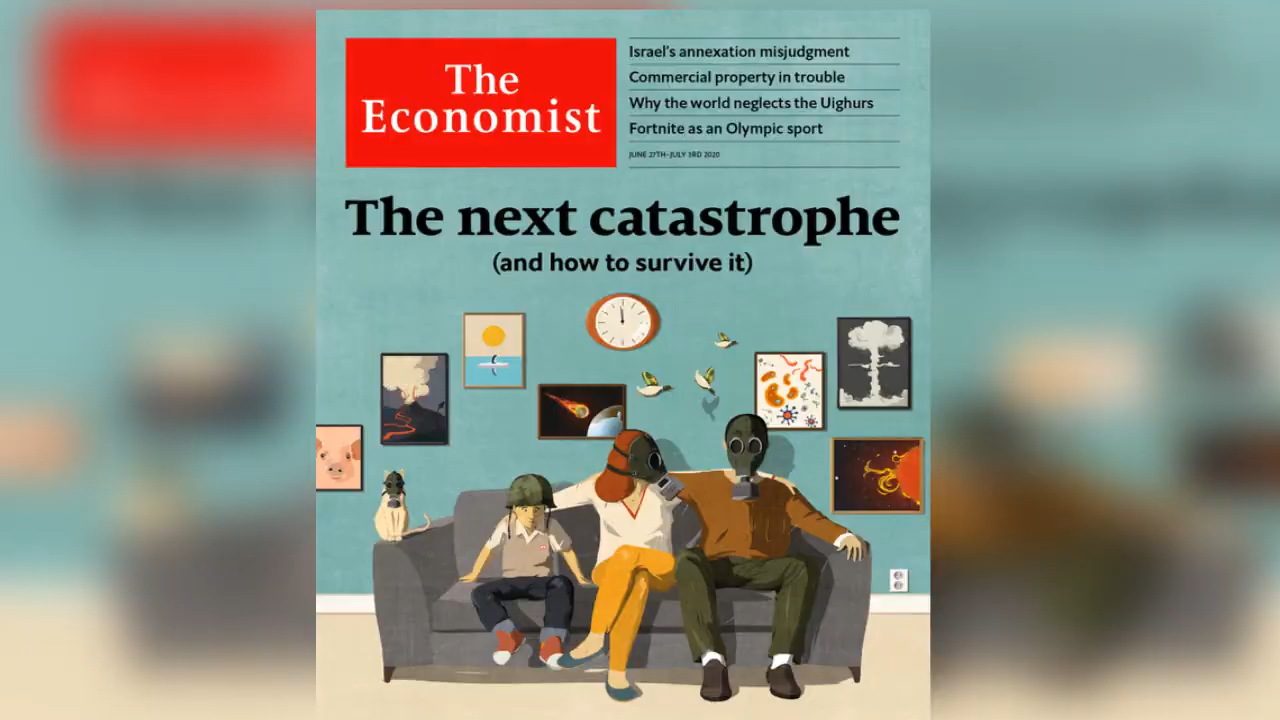 The
Economist
Israel's annexation misjudgment
Commercial property in trouble
Why the world neglects the Uighurs
Fortnite as an Olympic sport
JUNE 27TH–JULY 3RD 2020
The next catastrophe
(and how to survive it)